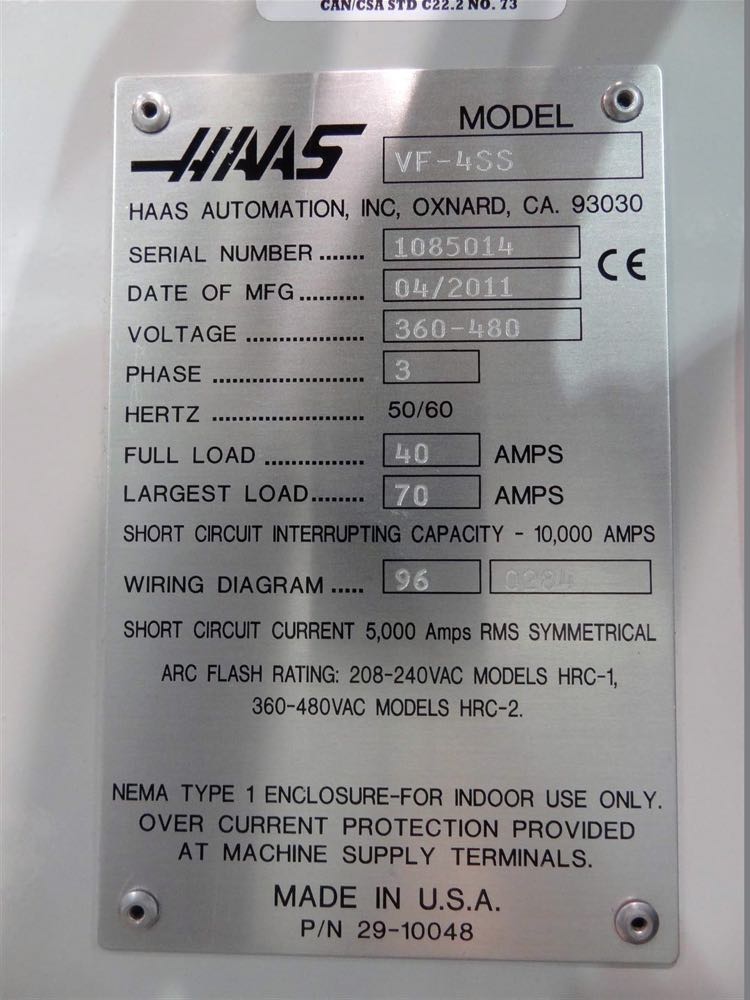 CAN/CSA STD C22.2 NO. 73
HAAS
MODEL
VF-4SS
HAAS AUTOMATION, INC, OXNARD, CA. 93030
SERIAL NUMBER ....... 1085014
CE
DATE OF MFG .......... 04/2011
VOLTAGE .................. 360-480
PHASE ....................... 3
HERTZ ....................... 50/60
FULL LOAD ............... 40 AMPS
LARGEST LOAD........ 70 AMPS
SHORT CIRCUIT INTERRUPTING CAPACITY - 10,000 AMPS
WIRING DIAGRAM ..... 96 0284
SHORT CIRCUIT CURRENT 5,000 Amps RMS SYMMETRICAL
ARC FLASH RATING: 208-240VAC MODELS HRC-1,
360-480VAC MODELS HRC-2.
NEMA TYPE 1 ENCLOSURE-FOR INDOOR USE ONLY.
OVER CURRENT PROTECTION PROVIDED
AT MACHINE SUPPLY TERMINALS.
MADE IN U.S.A.
P/N 29-10048